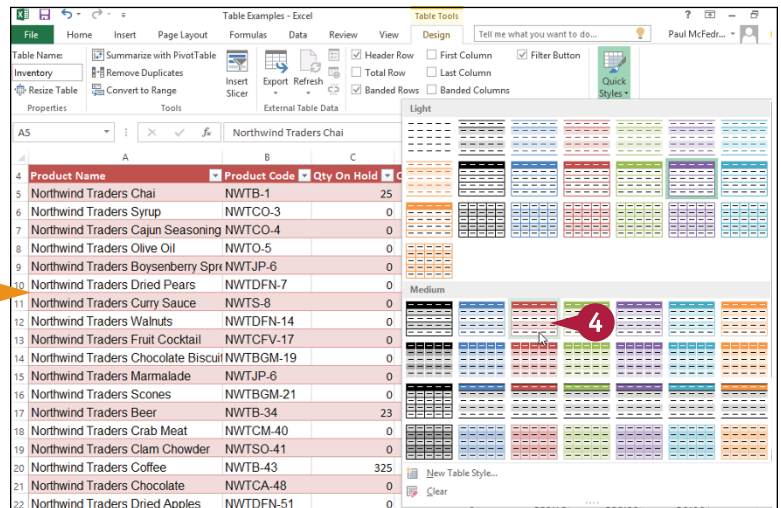 Table Examples - Excel
Table Tools
File Home Insert Page Layout Formulas Data Review View Design Tell me what you want to do... Paul McFedr...
Table Name: Summarize with PivotTable Header Row First Column Filter Button
Inventory Remove Duplicates Insert Slicer Export Refresh Total Row Last Column Quick Styles
Resize Table Convert to Range Banded Rows Banded Columns
Properties Tools External Table Data
Light
A5 fx Northwind Traders Chai
A B C
4 Product Name Product Code Qty On Hold
5 Northwind Traders Chai NWTB-1 25
6 Northwind Traders Syrup NWTCO-3 0
7 Northwind Traders Cajun Seasoning NWTCO-4 0
8 Northwind Traders Olive Oil NWTO-5 0
9 Northwind Traders Boysenberry Spre NWTJP-6 0
10 Northwind Traders Dried Pears NWTDFN-7 0
Medium
11 Northwind Traders Curry Sauce NWTS-8 0
12 Northwind Traders Walnuts NWTDFN-14 0
4
13 Northwind Traders Fruit Cocktail NWTCFV-17 0
14 Northwind Traders Chocolate Biscuit NWTBGM-19 0
15 Northwind Traders Marmalade NWTJP-6 0
16 Northwind Traders Scones NWTBGM-21 0
17 Northwind Traders Beer NWTB-34 23
18 Northwind Traders Crab Meat NWTCM-40 0
19 Northwind Traders Clam Chowder NWTSO-41 0
20 Northwind Traders Coffee NWTB-43 325
New Table Style...
21 Northwind Traders Chocolate NWTCA-48 0
Clear
22 Northwind Traders Dried Apples NWTDFN-51 0